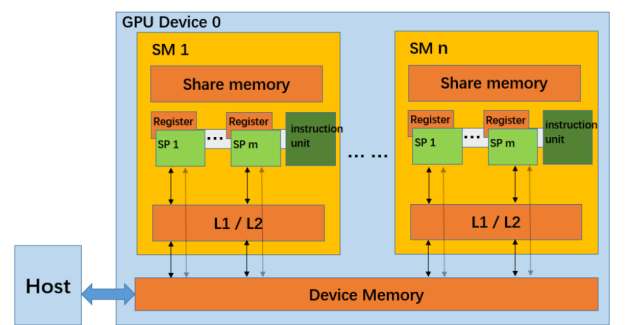 GPU Device 0
SM 1
Share memory
Register
Register
SP 1
...
SP m
instruction
unit
L1 / L2
... ...
SM n
Share memory
Register
Register
SP 1
...
SP m
instruction
unit
L1 / L2
Host
Device Memory